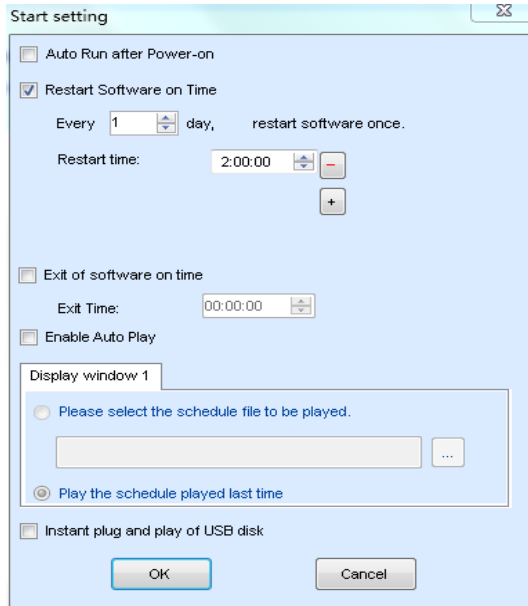 Start setting
Auto Run after Power-on
Restart Software on Time
Every 1 day, restart software once.
Restart time: 2:00:00 −
+
Exit of software on time
Exit Time: 00:00:00
Enable Auto Play
Display window 1
Please select the schedule file to be played.
...
Play the schedule played last time
Instant plug and play of USB disk
OK Cancel